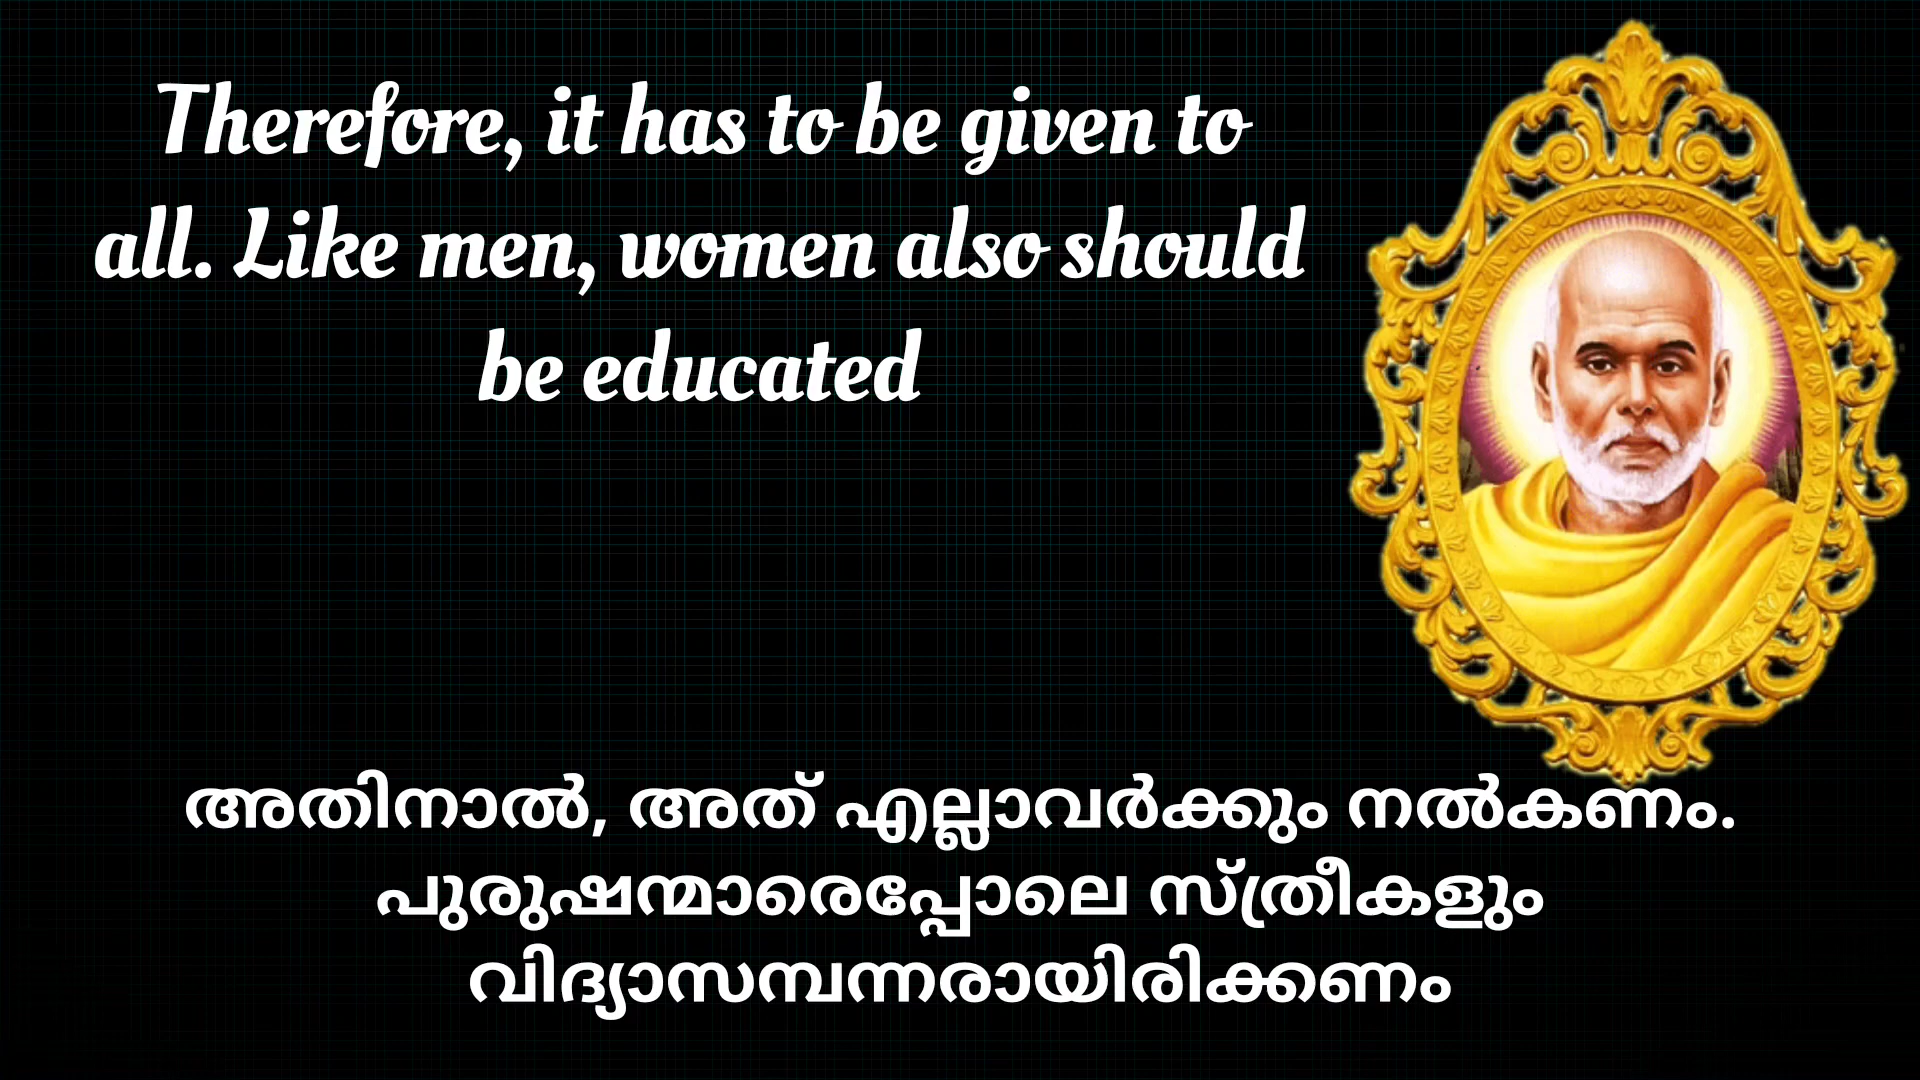 Therefore, it has to be given to
all. Like men, women also should
be educated
അതിനാൽ, അത് എല്ലാവർക്കും നൽകണം.
പുരുഷന്മാരെപ്പോലെ സ്ത്രീകളും
വിദ്യാസമ്പന്നരായിരിക്കണം